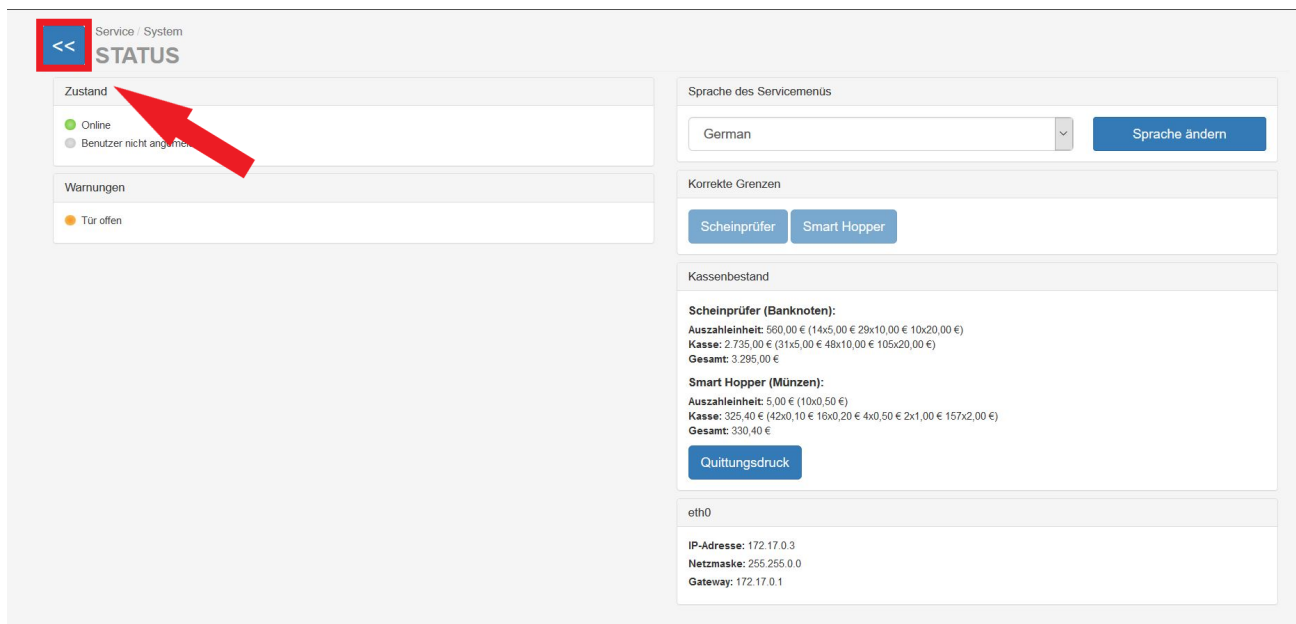 <<
Service / System
STATUS
Zustand
Online
Benutzer nicht
Warnungen
Tür offen
Sprache des Servicemenüs
German
Sprache ändern
Korrekte Grenzen
Scheinprüfer
Smart Hopper
Kassenbestand
Scheinprüfer (Banknoten):
Auszahleinheit: 560,00 € (14x5,00 € 29x10,00 € 10x20,00 €)
Kasse: 2.735,00 € (31x5,00 € 48x10,00 € 105x20,00 €)
Gesamt: 3.295,00 €
Smart Hopper (Münzen):
Auszahleinheit: 5,00 € (10x0,50 €)
Kasse: 325,40 € (42x0,10 € 16x0,20 € 4x0,50 € 2x1,00 € 157x2,00 €)
Gesamt: 330,40 €
Quittungsdruck
eth0
IP-Adresse: 172.17.0.3
Netzmaske: 255.255.0.0
Gateway: 172.17.0.1